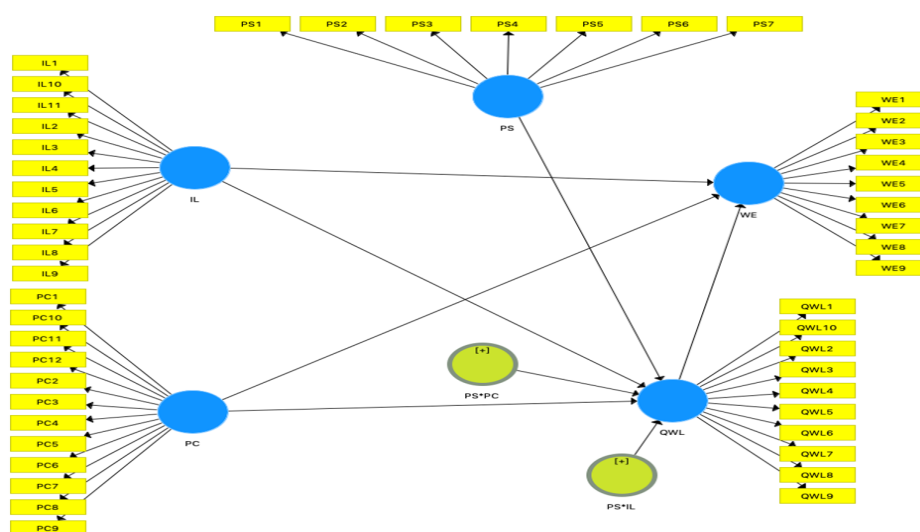 PS1 PS2 PS3 PS4 PS5 PS6 PS7
PS
IL1
IL10
IL11
IL2
IL3
IL4
IL5
IL6
IL7
IL8
IL9
IL
WE1
WE2
WE3
WE4
WE5
WE6
WE7
WE8
WE9
WE
PC1
PC10
PC11
PC12
PC2
PC3
PC4
PC5
PC6
PC7
PC8
PC9
PC
[+]
PS*PC
QWL
[+]
PS*IL
QWL1
QWL10
QWL2
QWL3
QWL4
QWL5
QWL6
QWL7
QWL8
QWL9